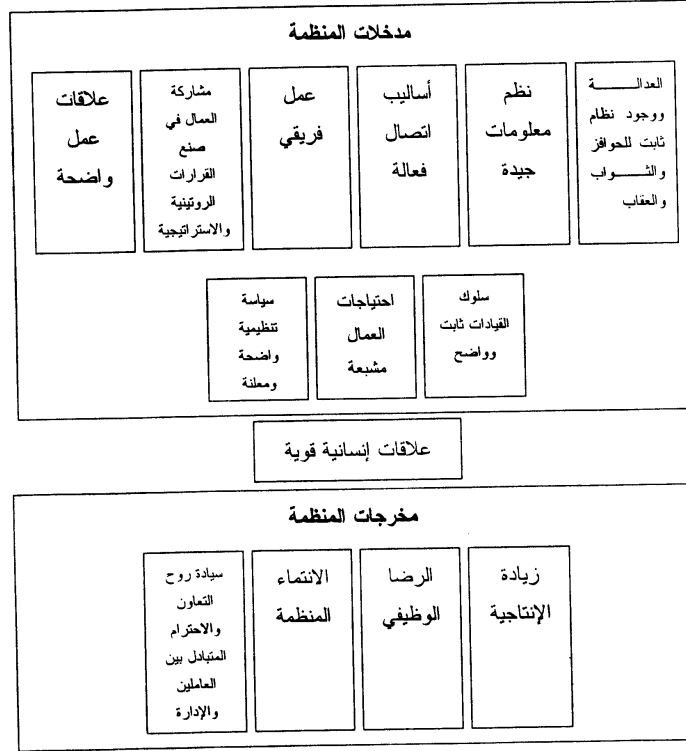 مدخلات المنظمة
العدالـــــــة
ووجود نظام
ثابت للحوافز
والثـــــواب
والعقاب
نظم
معلومات
جيدة
أساليب
اتصال
فعالة
عمل
فريقي
مشاركة
العمال في
صنع
القرارات
الروتينية
والاستراتيجية
علاقات
عمل
واضحة
سلوك
القيادات ثابت
وواضح
احتياجات
العمال
مشبعة
سياسة
تنظيمية
واضحة
ومعلنة
علاقات إنسانية قوية
مخرجات المنظمة
زيادة
الإنتاجية
الرضا
الوظيفي
الانتماء
المنظمة
سيادة روح
التعاون
والاحترام
المتبادل بين
العاملين
والإدارة